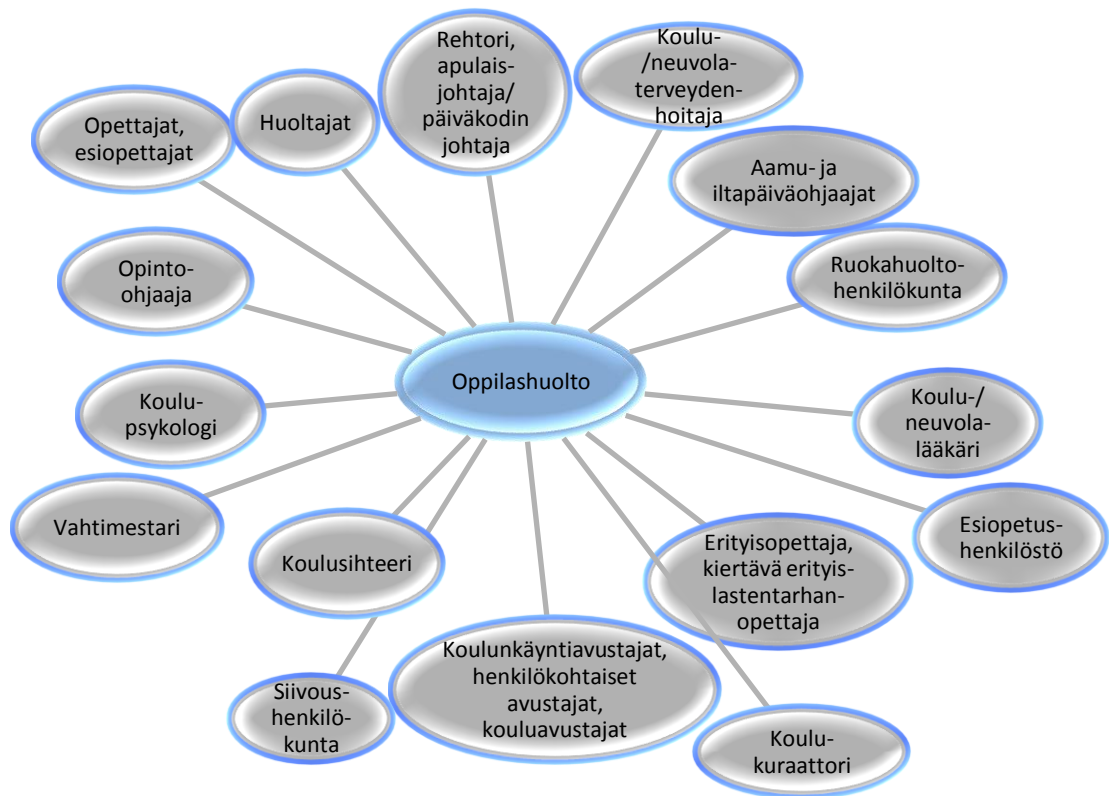 Rehtori,
apulais-
johtaja/
päiväkodin
johtaja
Koulu-
/neuvola-
terveyden-
hoitaja
Huoltajat
Opettajat,
esiopettajat
Aamu- ja
iltapäiväohjaajat
Opinto-
ohjaaja
Ruokahuolto-
henkilökunta
Oppilashuolto
Koulu-
psykologi
Koulu-/
neuvola-
lääkäri
Vahtimestari
Esiopetus-
henkilöstö
Koulusihteeri
Erityisopettaja,
kiertävä erityis-
lastentarhan-
opettaja
Koulunkäyntiavustajat,
henkilökohtaiset
avustajat,
kouluavustajat
Siivous-
henkilö-
kunta
Koulu-
kuraattori